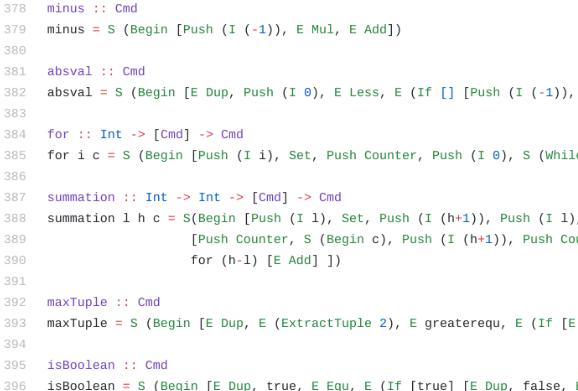 378 minus :: Cmd
379 minus = S (Begin [Push (I (-1)), E Mul, E Add])
380
381 absval :: Cmd
382 absval = S (Begin [E Dup, Push (I 0), E Less, E (If [] [Push (I (-1)),
383
384 for :: Int -> [Cmd] -> Cmd
385 for i c = S (Begin [Push (I i), Set, Push Counter, Push (I 0), S (While
386
387 summation :: Int -> Int -> [Cmd] -> Cmd
388 summation l h c = S(Begin [Push (I l), Set, Push (I (h+1)), Push (I l),
389 [Push Counter, S (Begin c), Push (I (h+1)), Push Cou
390 for (h-l) [E Add] ])
391
392 maxTuple :: Cmd
393 maxTuple = S (Begin [E Dup, E (ExtractTuple 2), E greaterequ, E (If [E
394
395 isBoolean :: Cmd
396 isBoolean = S (Begin [E Dup, true, E Equ, E (If [true] [E Dup, false, E